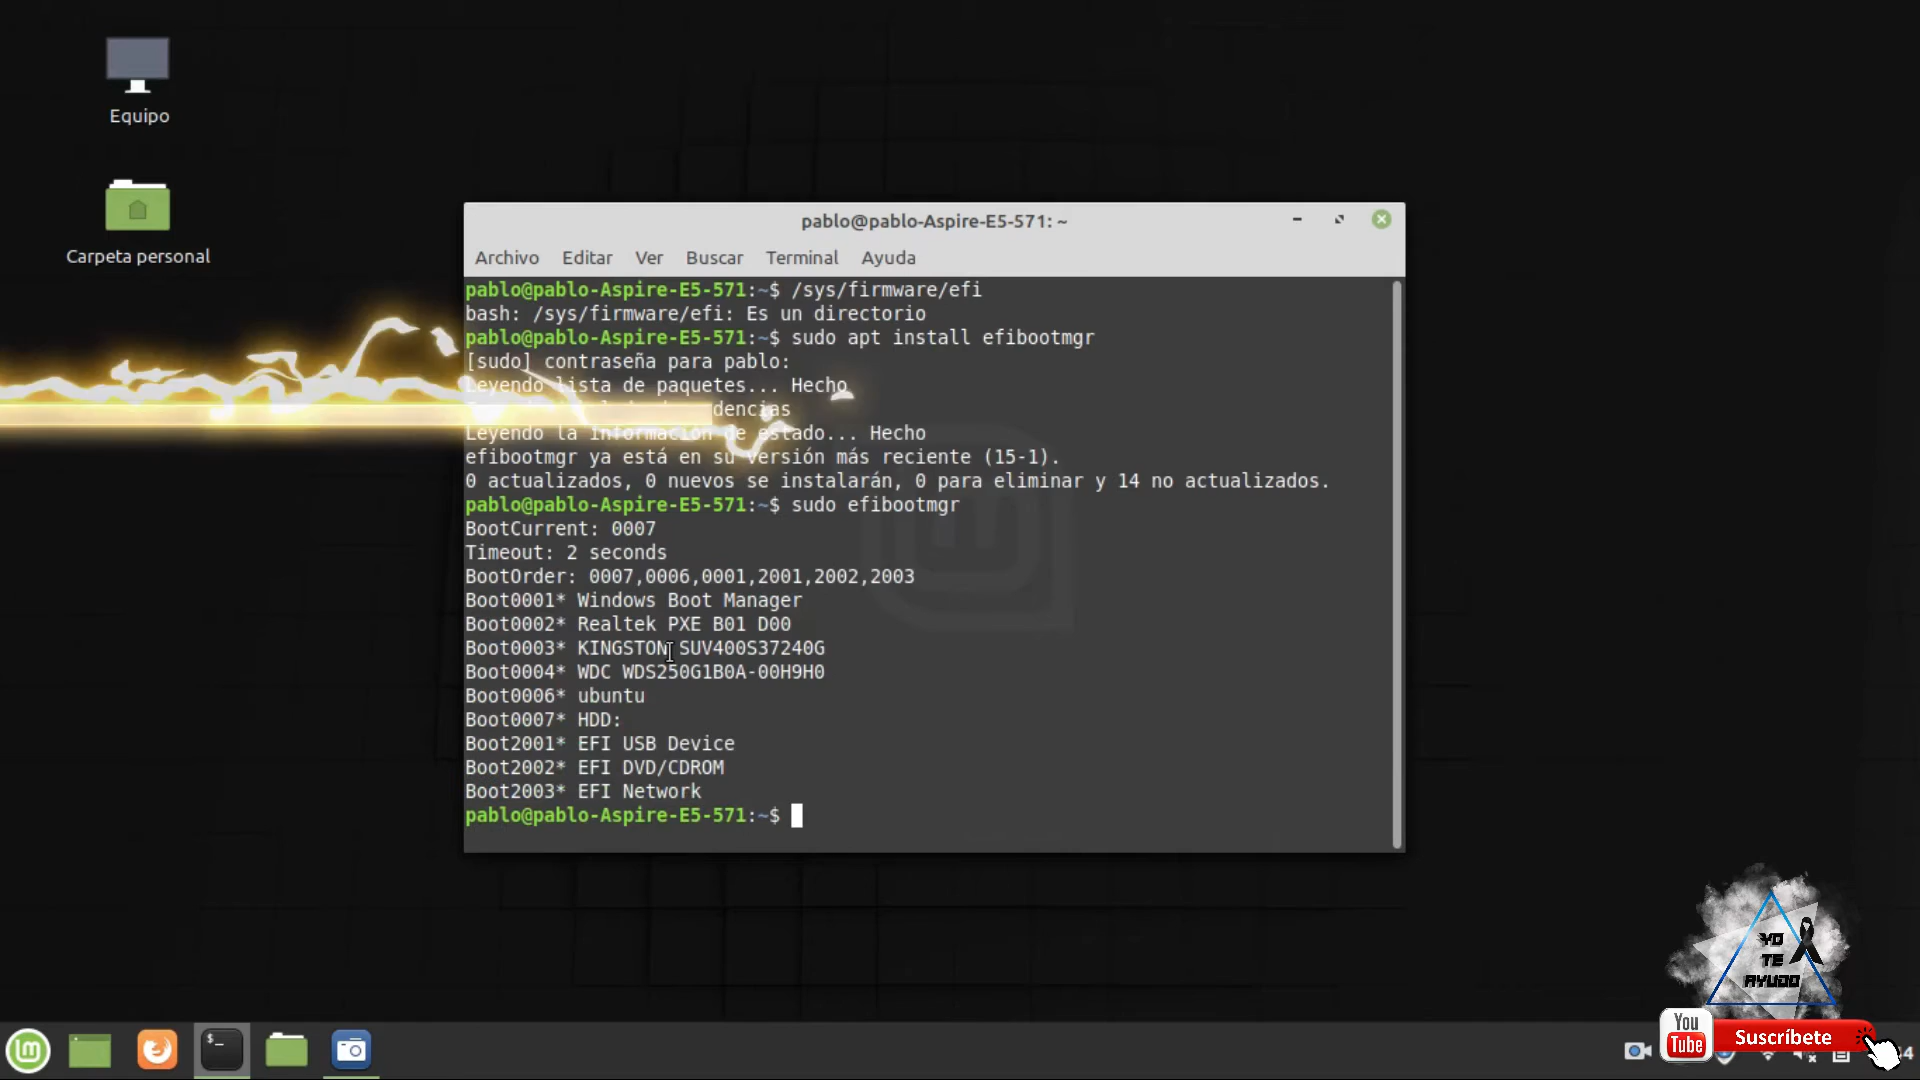 Equipo
Carpeta personal
pablo@pablo-Aspire-E5-571: ~
Archivo Editar Ver Buscar Terminal Ayuda
pablo@pablo-Aspire-E5-571:~$ /sys/firmware/efi
bash: /sys/firmware/efi: Es un directorio
pablo@pablo-Aspire-E5-571:~$ sudo apt install efibootmgr
[sudo] contraseña para pablo:
Leyendo lista de paquetes... Hecho
dencias
Leyendo la información de estado... Hecho
efibootmgr ya está en su versión más reciente (15-1).
0 actualizados, 0 nuevos se instalarán, 0 para eliminar y 14 no actualizados.
pablo@pablo-Aspire-E5-571:~$ sudo efibootmgr
BootCurrent: 0007
Timeout: 2 seconds
BootOrder: 0007,0006,0001,2001,2002,2003
Boot0001* Windows Boot Manager
Boot0002* Realtek PXE B01 D00
Boot0003* KINGSTON SUV400S37240G
Boot0004* WDC WDS250G1B0A-00H9H0
Boot0006* ubuntu
Boot0007* HDD:
Boot2001* EFI USB Device
Boot2002* EFI DVD/CDROM
Boot2003* EFI Network
pablo@pablo-Aspire-E5-571:~$
YO
TE
AYUDO
You
Tube
Suscríbete